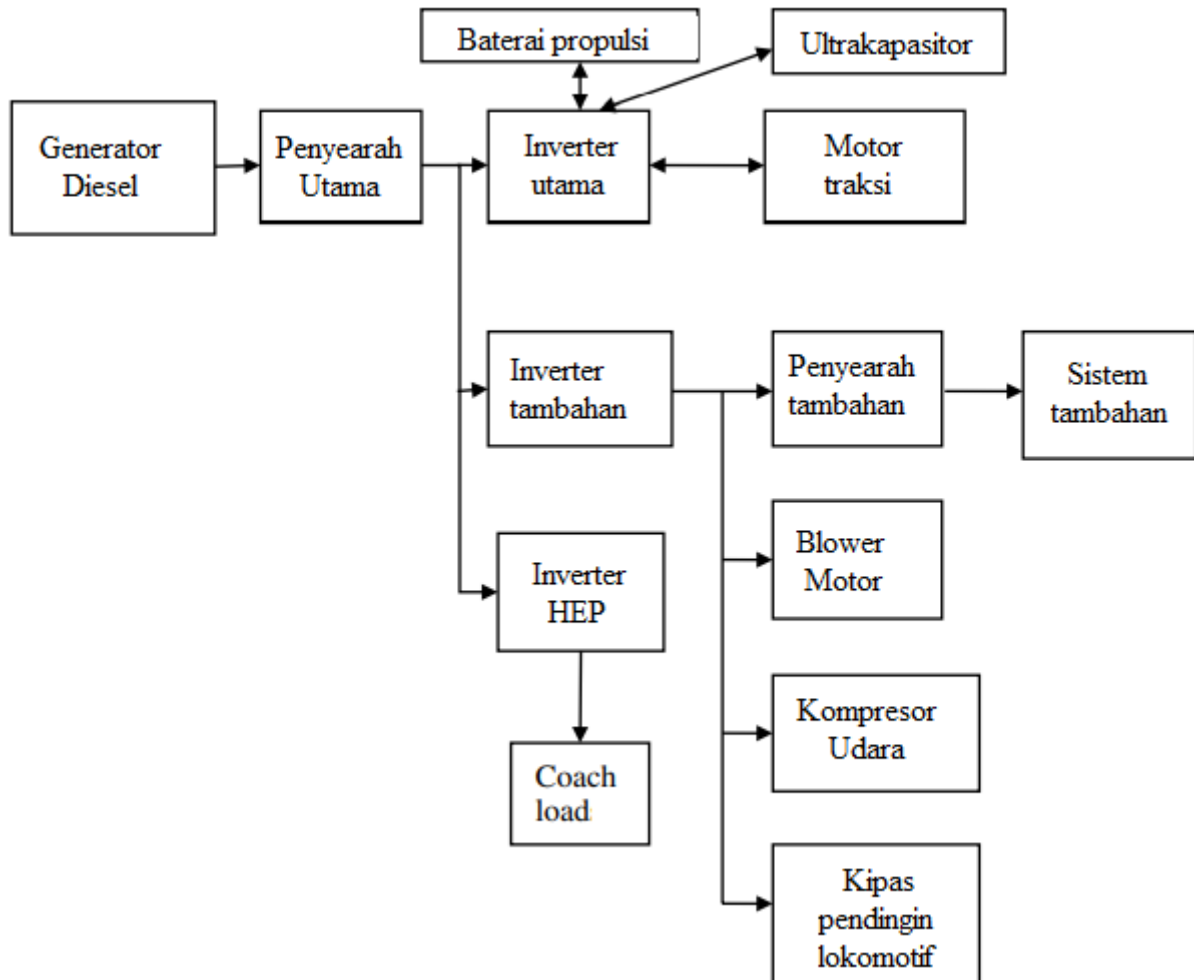 Baterai propulsi
Ultrakapasitor
Generator
Diesel
Penyearah
Utama
Inverter
utama
Motor
traksi
Inverter
tambahan
Penyearah
tambahan
Sistem
tambahan
Blower
Motor
Inverter
HEP
Kompresor
Udara
Coach
load
Kipas
pendingin
lokomotif